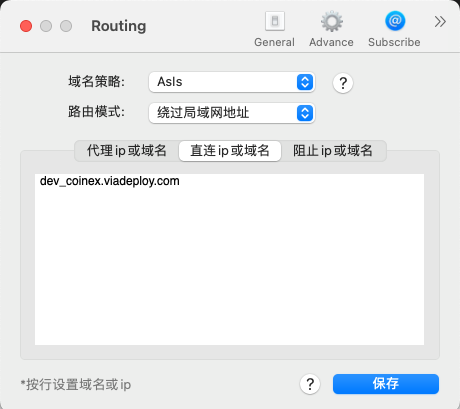 Routing
General
Advance
Subscribe
域名策略:
AsIs
?
路由模式:
绕过局域网地址
代理ip或域名
直连ip或域名
阻止ip或域名
dev_coinex.viadeploy.com
*按行设置域名或ip
?
保存